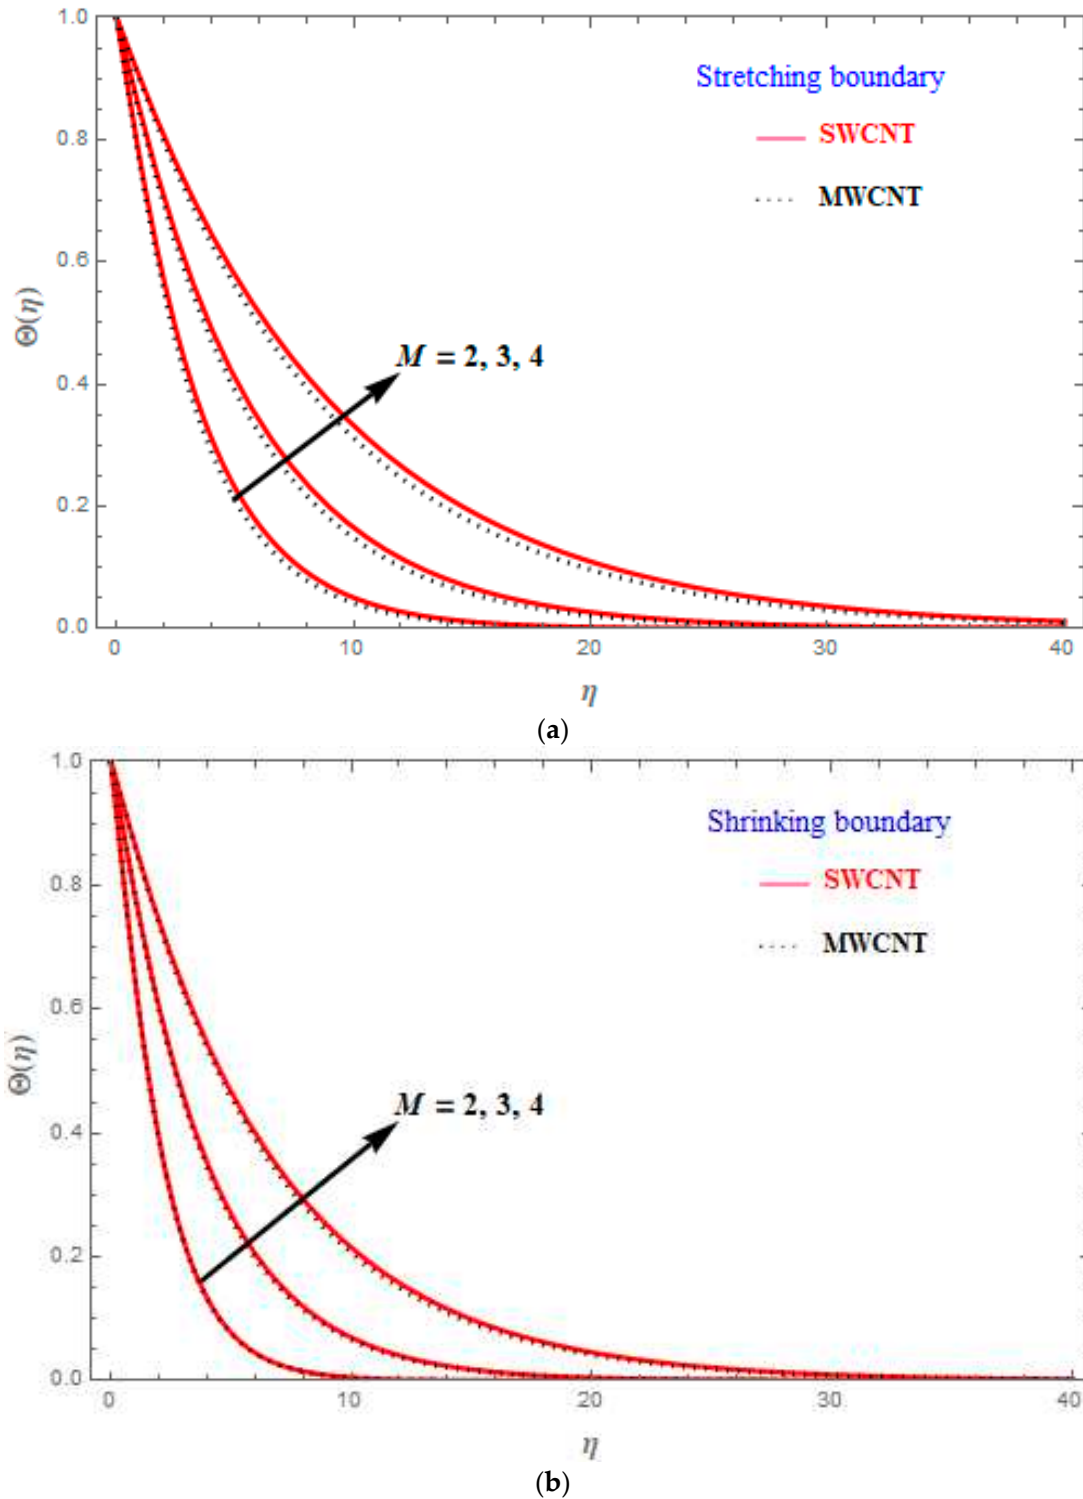 1.0
Stretching boundary
SWCNT
0.8
MWCNT
0.6
Θ(η)
M = 2, 3, 4
0.4
0.2
0.0
0 10 20 30 40
η
(a)
1.0
Shrinking boundary
SWCNT
0.8
MWCNT
0.6
Θ(η)
M = 2, 3, 4
0.4
0.2
0.0
0 10 20 30 40
η
(b)